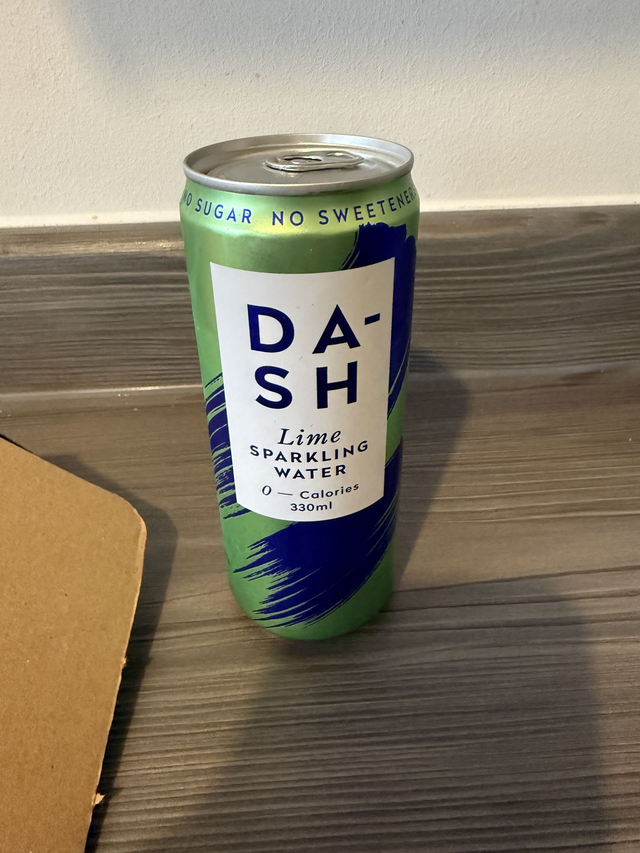 NO SUGAR NO SWEETENER
DA-
SH
Lime
SPARKLING
WATER
0 — Calories
330ml